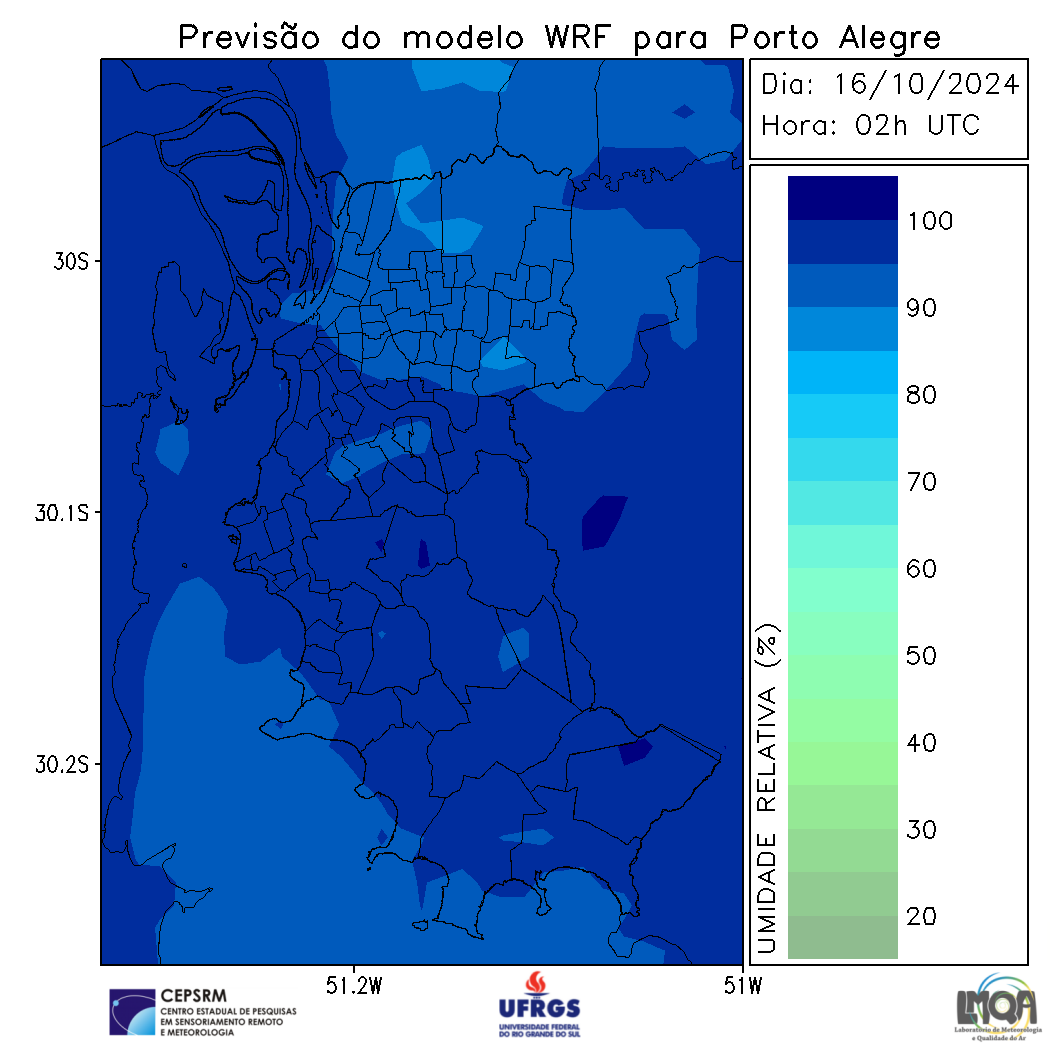 Previsão do modelo WRF para Porto Alegre
Dia: 16/10/2024
Hora: 02h UTC
100
90
80
70
60
50
40
30
20
UMIDADE RELATIVA (%)
30S
30.1S
30.2S
51.2W
51W
CEPSRM
CENTRO ESTADUAL DE PESQUISAS
EM SENSORIAMENTO REMOTO
E METEOROLOGIA
UFRGS
UNIVERSIDADE FEDERAL
DO RIO GRANDE DO SUL
LMQA
Laboratório de Meteorologia
e Qualidade do Ar